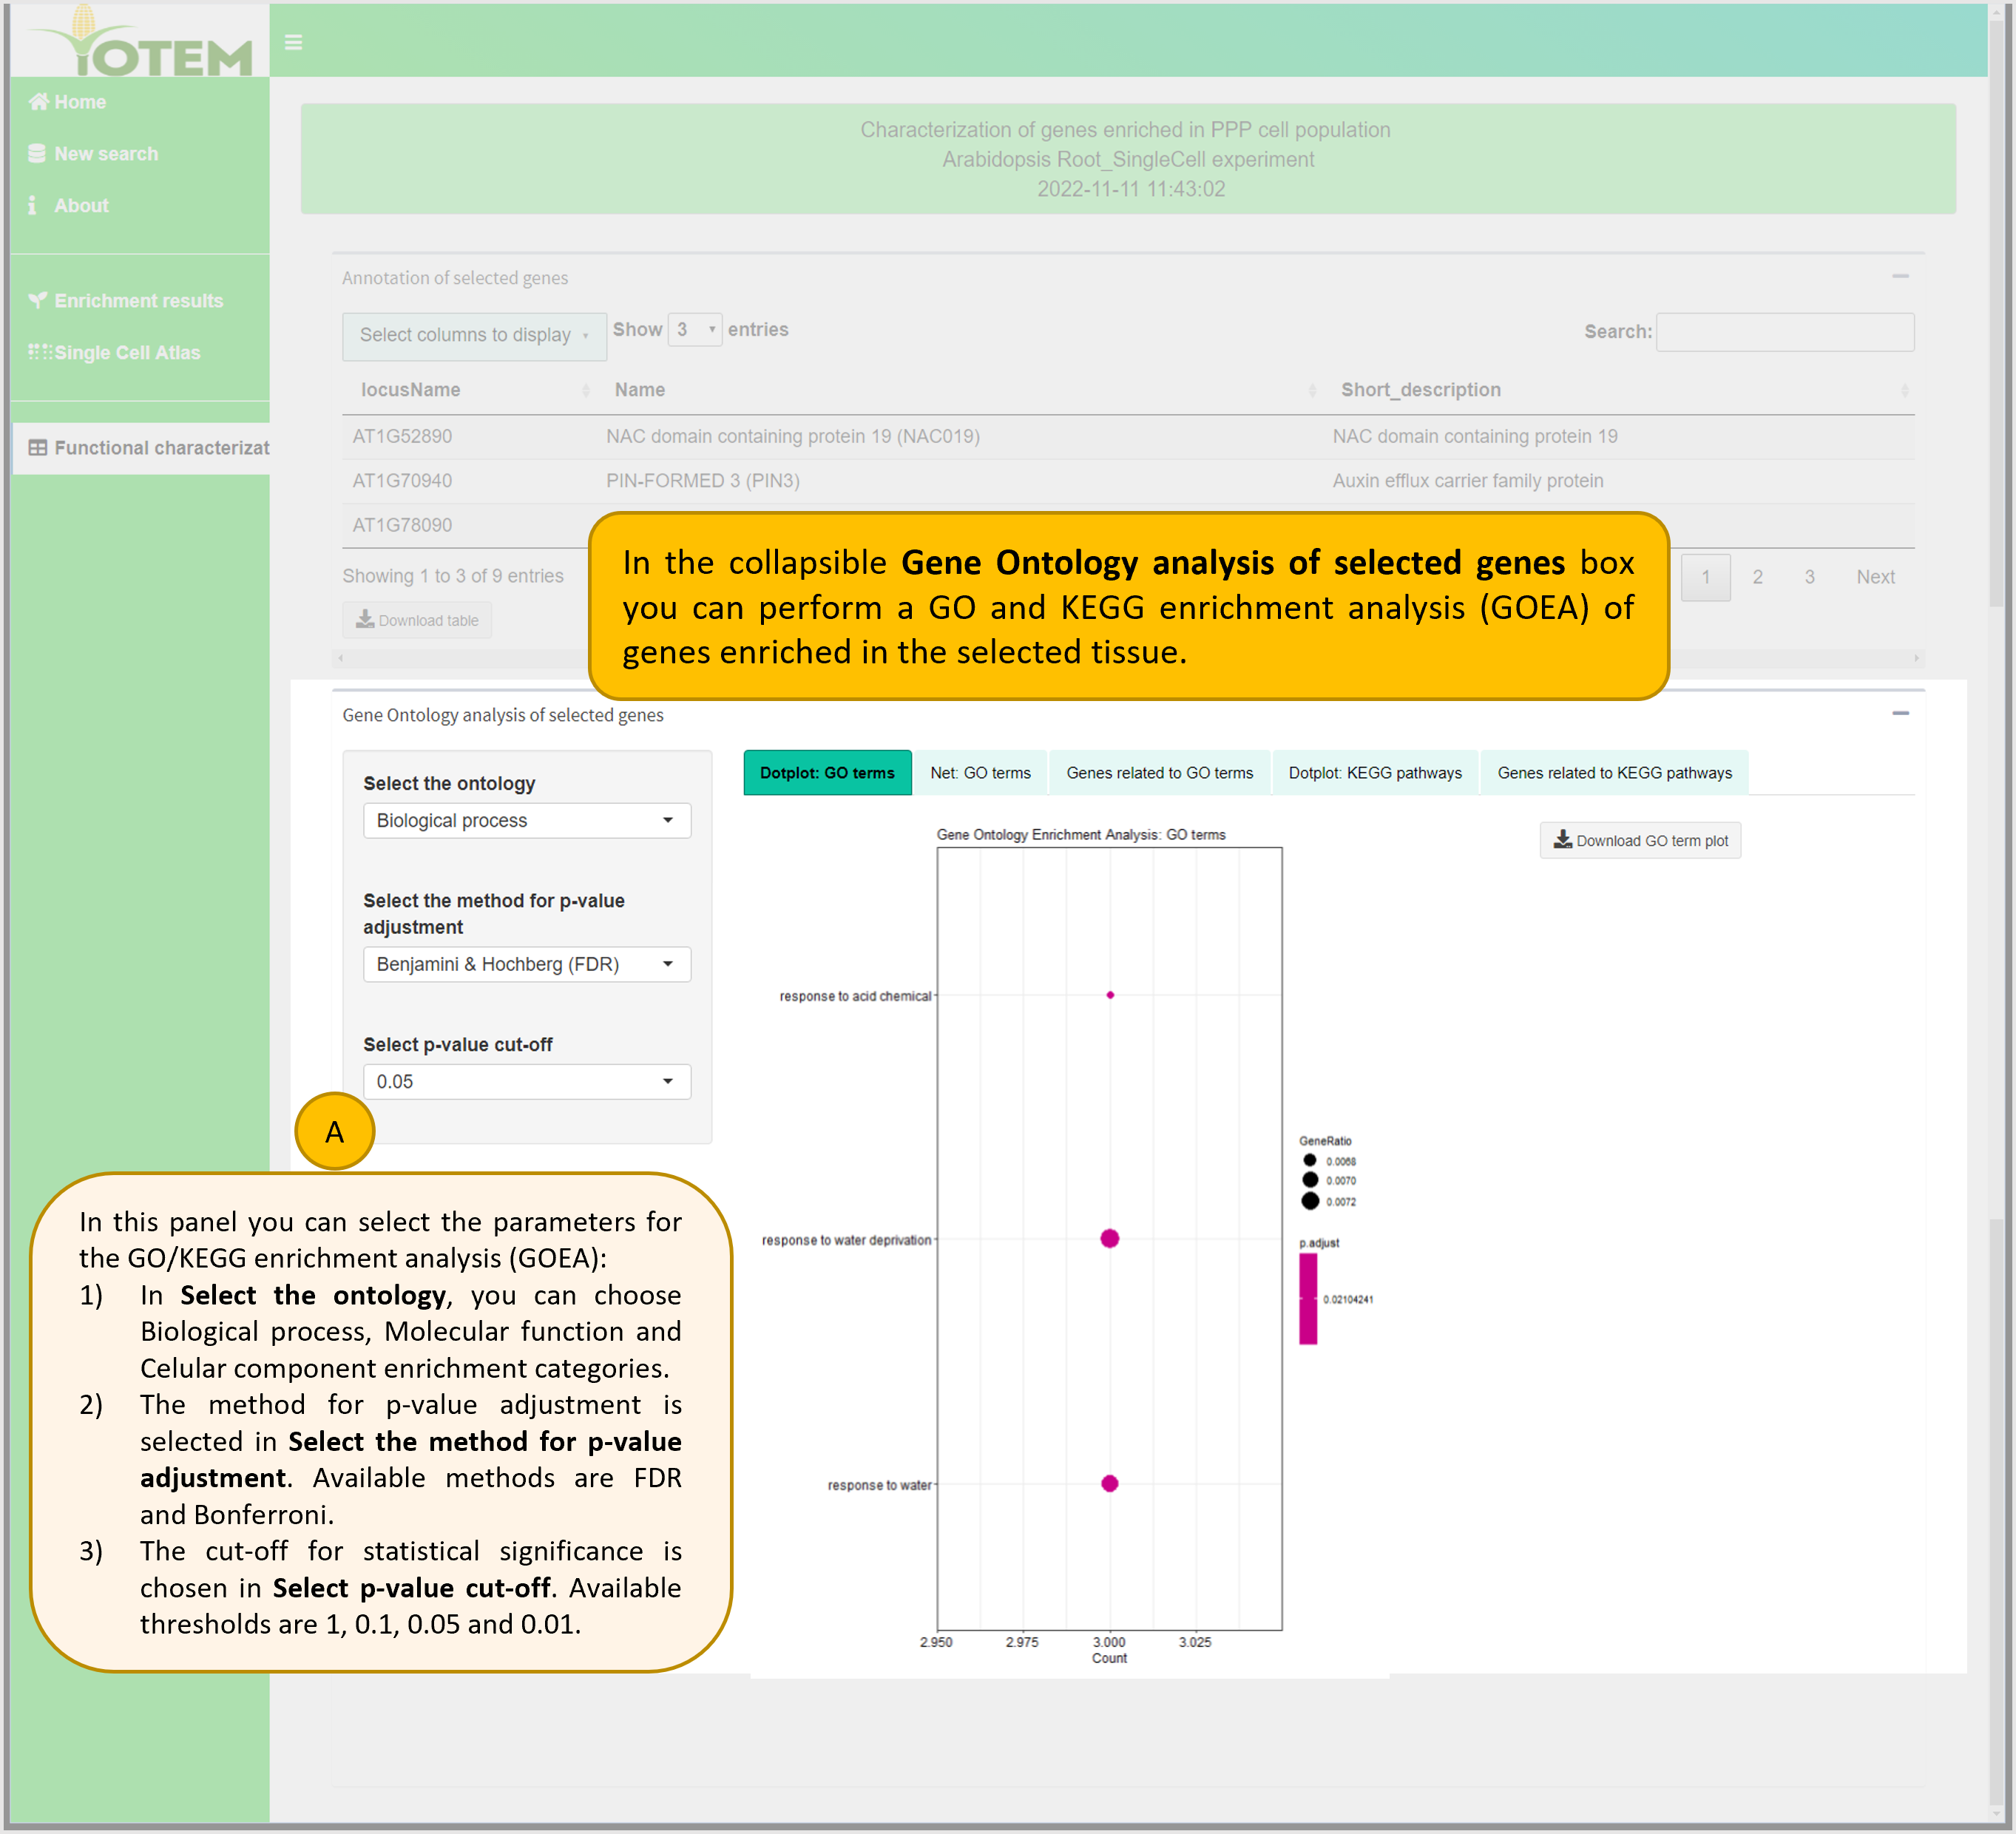 TOTEM
Home
New search
About
Enrichment results
Single Cell Atlas
Functional characterizat
Characterization of genes enriched in PPP cell population
Arabidopsis Root_SingleCell experiment
2022-11-11 11:43:02
Annotation of selected genes
Select columns to display Show 3 entries Search:
locusName Name Short_description
AT1G52890 NAC domain containing protein 19 (NAC019) NAC domain containing protein 19
AT1G70940 PIN-FORMED 3 (PIN3) Auxin efflux carrier family protein
AT1G78090
Showing 1 to 3 of 9 entries 1 2 3 Next
Download table
In the collapsible Gene Ontology analysis of selected genes box
you can perform a GO and KEGG enrichment analysis (GOEA) of
genes enriched in the selected tissue.
Gene Ontology analysis of selected genes
Select the ontology
Biological process
Select the method for p-value
adjustment
Benjamini & Hochberg (FDR)
Select p-value cut-off
0.05
Dotplot: GO terms Net: GO terms Genes related to GO terms Dotplot: KEGG pathways Genes related to KEGG pathways
Download GO term plot
Gene Ontology Enrichment Analysis: GO terms
response to acid chemical
response to water deprivation
response to water
2.950 2.975 3.000 3.025
Count
GeneRatio
0.0068
0.0070
0.0072
p.adjust
0.02104241
A
In this panel you can select the parameters for
the GO/KEGG enrichment analysis (GOEA):
1) In Select the ontology, you can choose
Biological process, Molecular function and
Celular component enrichment categories.
2) The method for p-value adjustment is
selected in Select the method for p-value
adjustment. Available methods are FDR
and Bonferroni.
3) The cut-off for statistical significance is
chosen in Select p-value cut-off. Available
thresholds are 1, 0.1, 0.05 and 0.01.